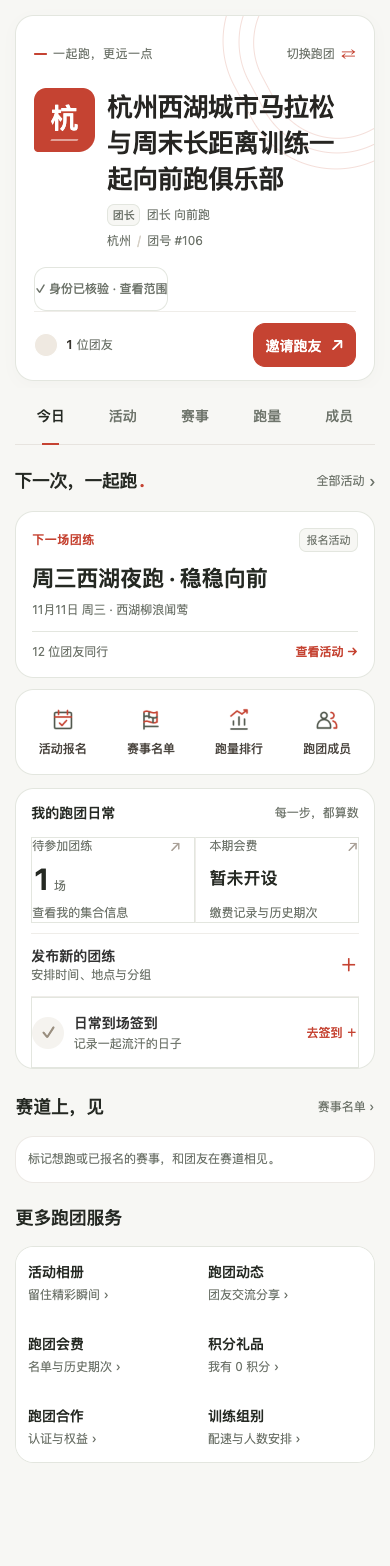 一起跑，更远一点
切换跑团
杭
杭州西湖城市马拉松
与周末长距离训练一
起向前跑俱乐部
团长 团长 向前跑
杭州 / 团号 #106
✓ 身份已核验 · 查看范围
1 位团友
邀请跑友 ↗
今日 活动 赛事 跑量 成员
下一次，一起跑.
全部活动 ›
下一场团练
报名活动
周三西湖夜跑 · 稳稳向前
11月11日 周三 · 西湖柳浪闻莺
12 位团友同行
查看活动 →
活动报名 赛事名单 跑量排行 跑团成员
我的跑团日常
每一步，都算数
待参加团练 ↗
1 场
查看我的集合信息
本期会费 ↗
暂未开设
缴费记录与历史期次
发布新的团练
安排时间、地点与分组
+
日常到场签到
记录一起流汗的日子
去签到 +
赛道上，见
赛事名单 ›
标记想跑或已报名的赛事，和团友在赛道相见。
更多跑团服务
活动相册
留住精彩瞬间 ›
跑团动态
团友交流分享 ›
跑团会费
名单与历史期次 ›
积分礼品
我有 0 积分 ›
跑团合作
认证与权益 ›
训练组别
配速与人数安排 ›